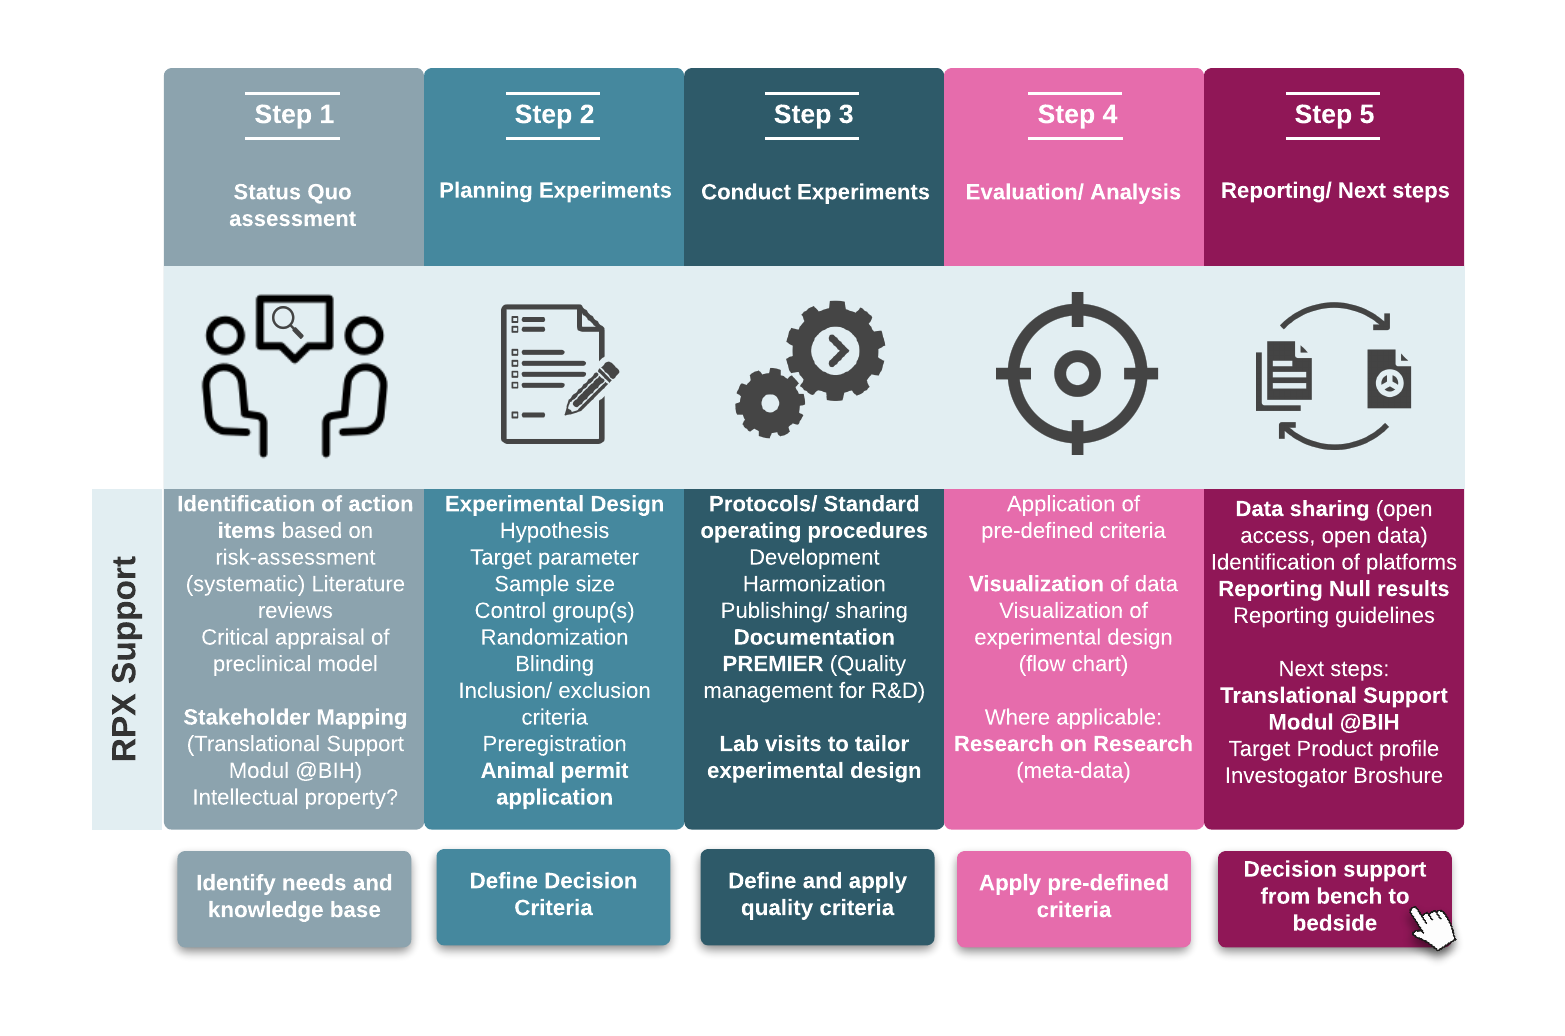 Step 1
Status Quo
assessment
Step 2
Planning Experiments
Step 3
Conduct Experiments
Step 4
Evaluation/ Analysis
Step 5
Reporting/ Next steps
RPX Support
Identification of action
items based on
risk-assessment
(systematic) Literature
reviews
Critical appraisal of
preclinical model
Stakeholder Mapping
(Translational Support
Modul @BIH)
Intellectual property?
Experimental Design
Hypothesis
Target parameter
Sample size
Control group(s)
Randomization
Blinding
Inclusion/ exclusion
criteria
Preregistration
Animal permit
application
Protocols/ Standard
operating procedures
Development
Harmonization
Publishing/ sharing
Documentation
PREMIER (Quality
management for R&D)
Lab visits to tailor
experimental design
Application of
pre-defined criteria
Visualization of data
Visualization of
experimental design
(flow chart)
Where applicable:
Research on Research
(meta-data)
Data sharing (open
access, open data)
Identification of platforms
Reporting Null results
Reporting guidelines
Next steps:
Translational Support
Modul @BIH
Target Product profile
Investogator Broshure
Identify needs and
knowledge base
Define Decision
Criteria
Define and apply
quality criteria
Apply pre-defined
criteria
Decision support
from bench to
bedside